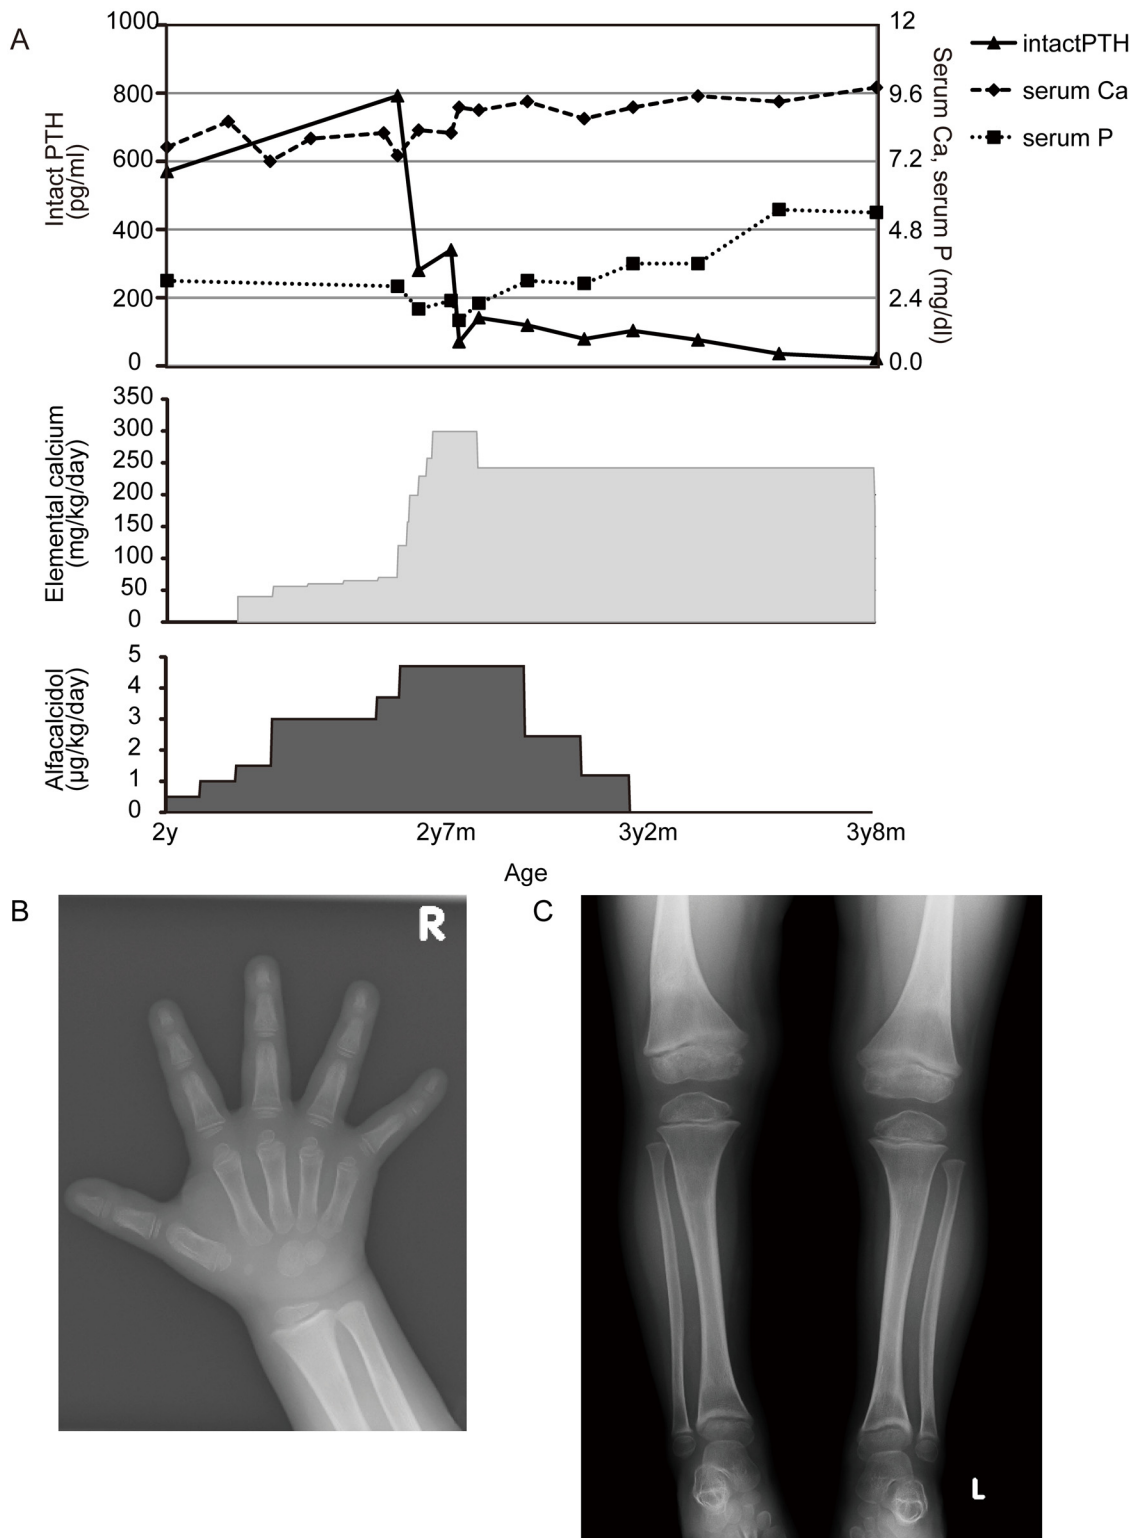 A
Intact PTH
(pg/ml)
1000
800
600
400
200
0
12
9.6
7.2
4.8
2.4
0.0
Serum Ca, serum P (mg/dl)
intactPTH
serum Ca
serum P
Elemental calcium
(mg/kg/day)
350
300
250
200
150
100
50
0
Alfacalcidol
(µg/kg/day)
5
4
3
2
1
0
2y 2y7m 3y2m 3y8m
Age
B
R
C
L